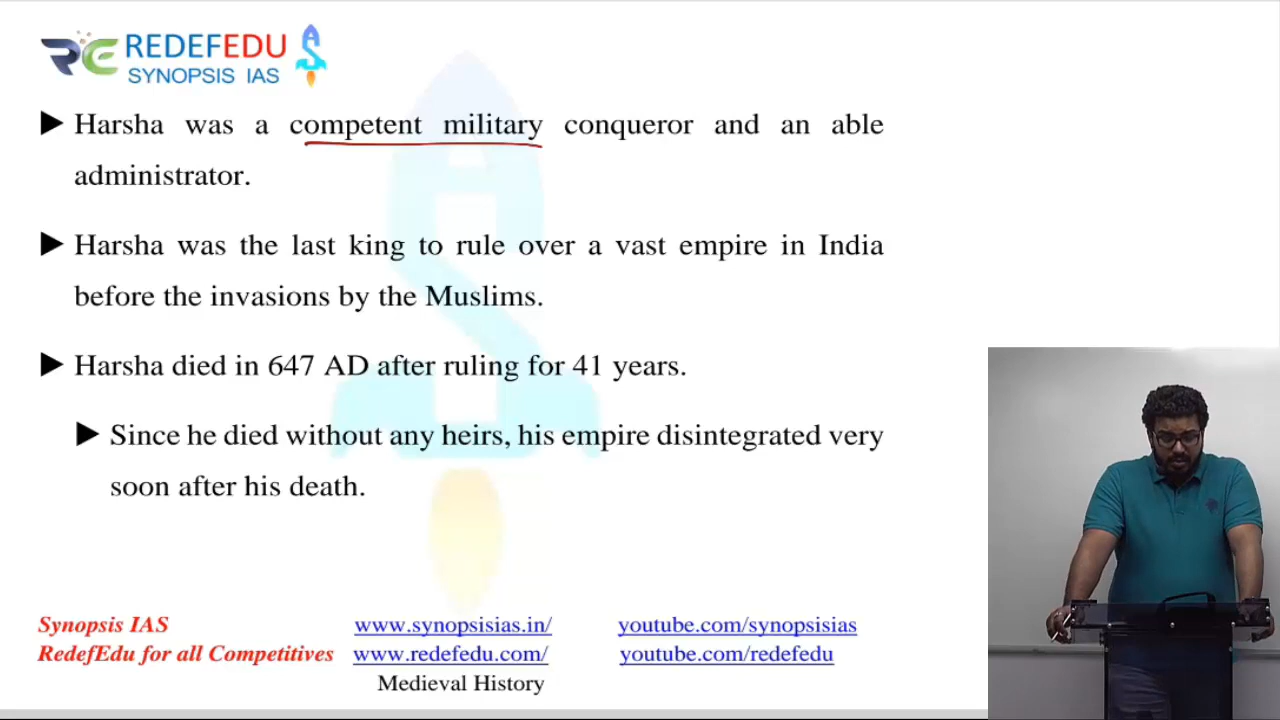 REDEFEDU
SYNOPSIS IAS
Harsha was a competent military conqueror and an able
administrator.
Harsha was the last king to rule over a vast empire in India
before the invasions by the Muslims.
Harsha died in 647 AD after ruling for 41 years.
Since he died without any heirs, his empire disintegrated very
soon after his death.
Synopsis IAS www.synopsisias.in/ youtube.com/synopsisias
RedefEdu for all Competitives www.redefedu.com/ youtube.com/redefedu
Medieval History